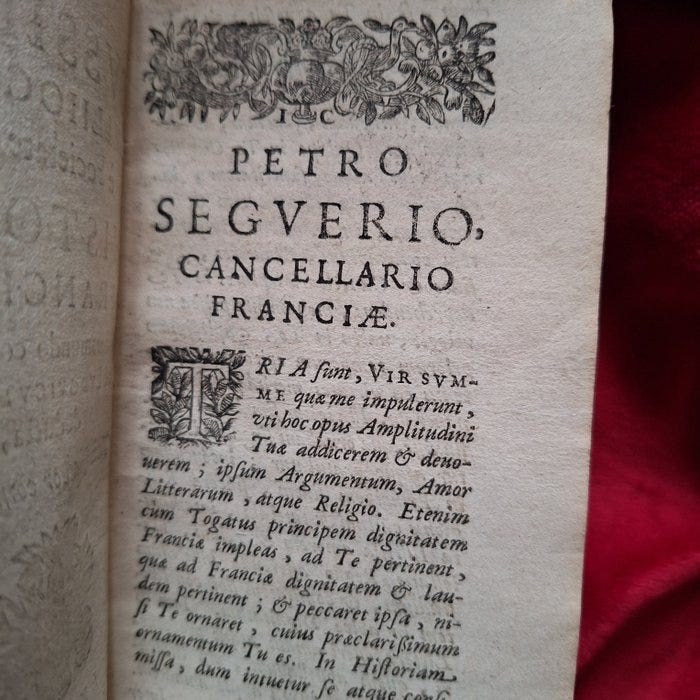 I C
PETRO
SEGVERIO,
CANCELLARIO
FRANCIÆ.
TRIA ſunt, VIR SVM-
ME quæ me impulerunt,
vti hoc opus Amplitudini
Tuæ addicerem & deuo-
uerem ; ipſum Argumentum, Amor
Litterarum, atque Religio. Etenim
cùm Togatus principem dignitatem
Frantiæ impleas, ad Te pertinent,
quæ ad Franciæ dignitatem & lau-
dem pertinent ; & peccaret ipſa, ni-
ſi Te ornaret, cuius præclariſſimum
ornamentum Tu es. In Hiſtoriam
miſſa, dum intuetur ſe atque